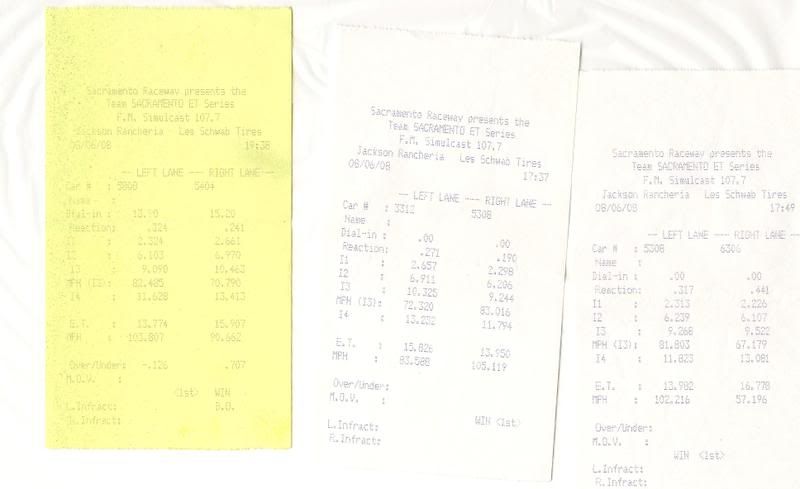 Sacramento Raceway presents the
Team SACRAMENTO ET Series
F.M. Simulcast 107.7
Jackson Rancheria Les Schwab Tires
08/06/08 19:38
-- LEFT LANE --- RIGHT LANE --
Car # : 5308 5404
Name :
Dial-in : 13.90 15.20
Reaction: .324 .241
I1 : 2.324 2.661
I2 : 6.103 6.970
I3 : 9.090 10.463
MPH (I3): 82.485 70.790
I4 : 11.628 13.413
E.T. : 13.774 15.907
MPH : 103.807 90.662
Over/Under: -.126 .707
M.O.V. :
<1st> WIN
L.Infract: B.O.
R.Infract:
Sacramento Raceway presents the
Team SACRAMENTO ET Series
F.M. Simulcast 107.7
Jackson Rancheria Les Schwab Tires
08/06/08 17:37
-- LEFT LANE --- RIGHT LANE --
Car # : 3312 5308
Name :
Dial-in : .00 .00
Reaction: .271 .190
I1 : 2.657 2.298
I2 : 6.911 6.206
I3 : 10.325 9.244
MPH (I3): 72.320 83.016
I4 : 13.232 11.794
E.T. : 15.826 13.950
MPH : 83.588 105.119
Over/Under:
M.O.V. :
WIN <1st>
L.Infract:
R.Infract:
Sacramento Raceway presents the
Team SACRAMENTO ET Series
F.M. Simulcast 107.7
Jackson Rancheria Les Schwab Tires
08/06/08 17:49
-- LEFT LANE --- RIGHT LANE --
Car # : 5308 6306
Name :
Dial-in : .00 .00
Reaction: .317 .441
I1 : 2.313 2.226
I2 : 6.239 6.107
I3 : 9.268 9.522
MPH (I3): 81.803 67.179
I4 : 11.823 13.081
E.T. : 13.982 16.778
MPH : 102.216 57.196
Over/Under:
M.O.V. :
WIN <1st>
L.Infract:
R.Infract: